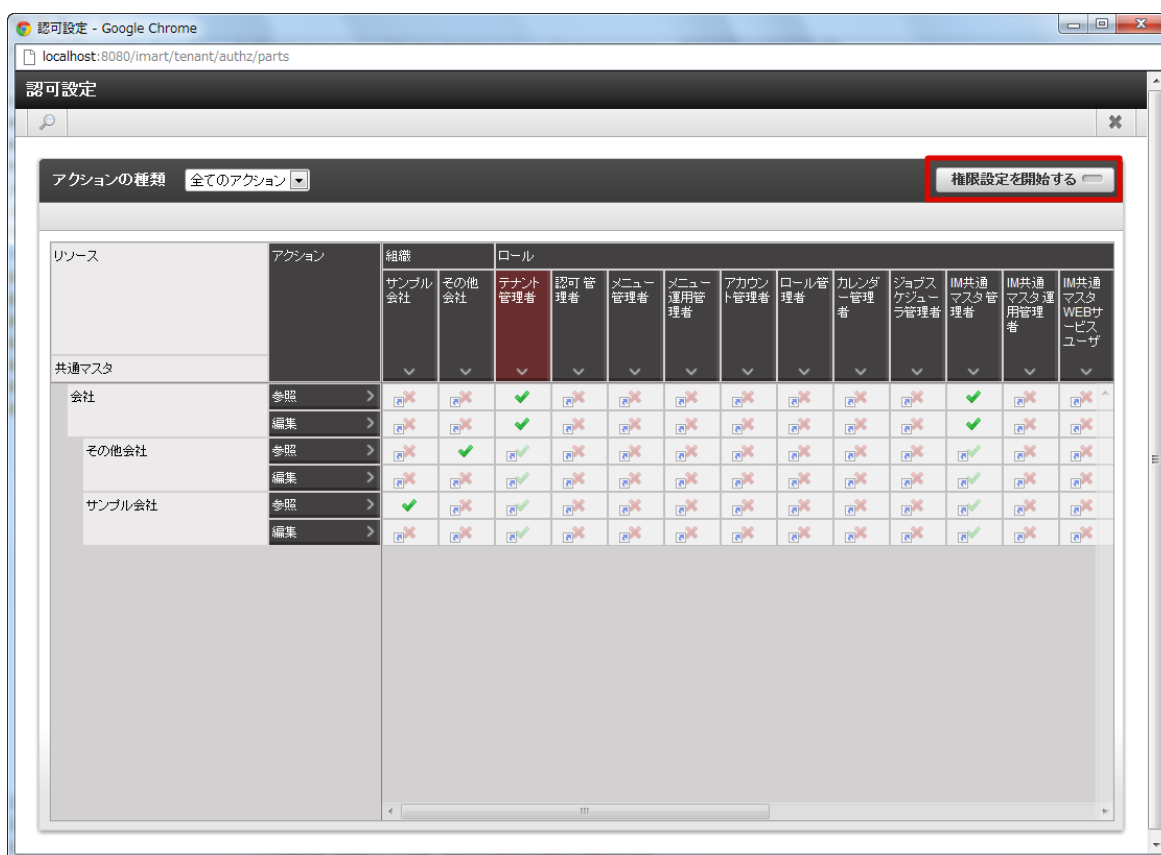 認可設定 - Google Chrome
localhost:8080/imart/tenant/authz/parts
認可設定
アクションの種類 全てのアクション 権限設定を開始する
リソース アクション 組織 ロール
サンプル会社 その他会社 テナント管理者 認可管理者 メニュー管理者 メニュー運用管理者 アカウント管理者 ロール管理者 カレンダー管理者 ジョブスケジューラ管理者 IM共通マスタ管理者 IM共通マスタ運用管理者 IM共通マスタWEBサービスユーザ
共通マスタ
会社 参照
編集
その他会社 参照
編集
サンプル会社 参照
編集